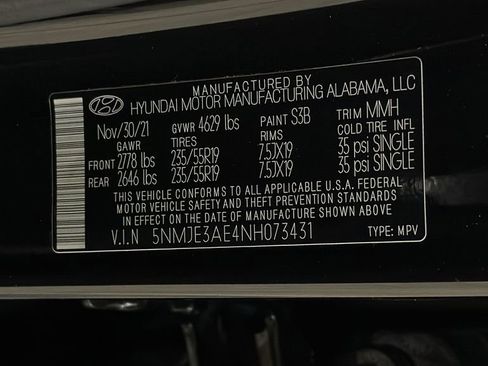 MANUFACTURED BY
HYUNDAI MOTOR MANUFACTURING ALABAMA, LLC
Nov/30/21 GVWR 4629 lbs PAINT S3B TRIM MMH
GAWR TIRES RIMS COLD TIRE INFL
FRONT 2778 lbs 235/55R19 7.5JX19 35 psi SINGLE
REAR 2646 lbs 235/55R19 7.5JX19 35 psi SINGLE
THIS VEHICLE CONFORMS TO ALL APPLICABLE U.S.A. FEDERAL
MOTOR VEHICLE SAFETY AND THEFT PREVENTION STANDARDS
IN EFFECT ON THE DATE OF MANUFACTURE SHOWN ABOVE
V.I.N 5NMJE3AE4NH073431 TYPE: MPV